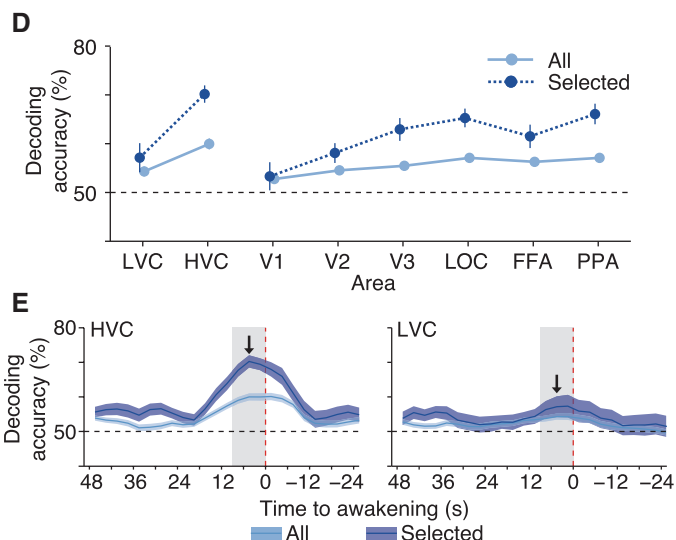 D
80
50
Decoding
accuracy (%)
All
Selected
LVC HVC V1 V2 V3 LOC FFA PPA
Area
E
80
50
Decoding
accuracy (%)
HVC
LVC
48 36 24 12 0 −12 −24
48 36 24 12 0 −12 −24
Time to awakening (s)
All Selected